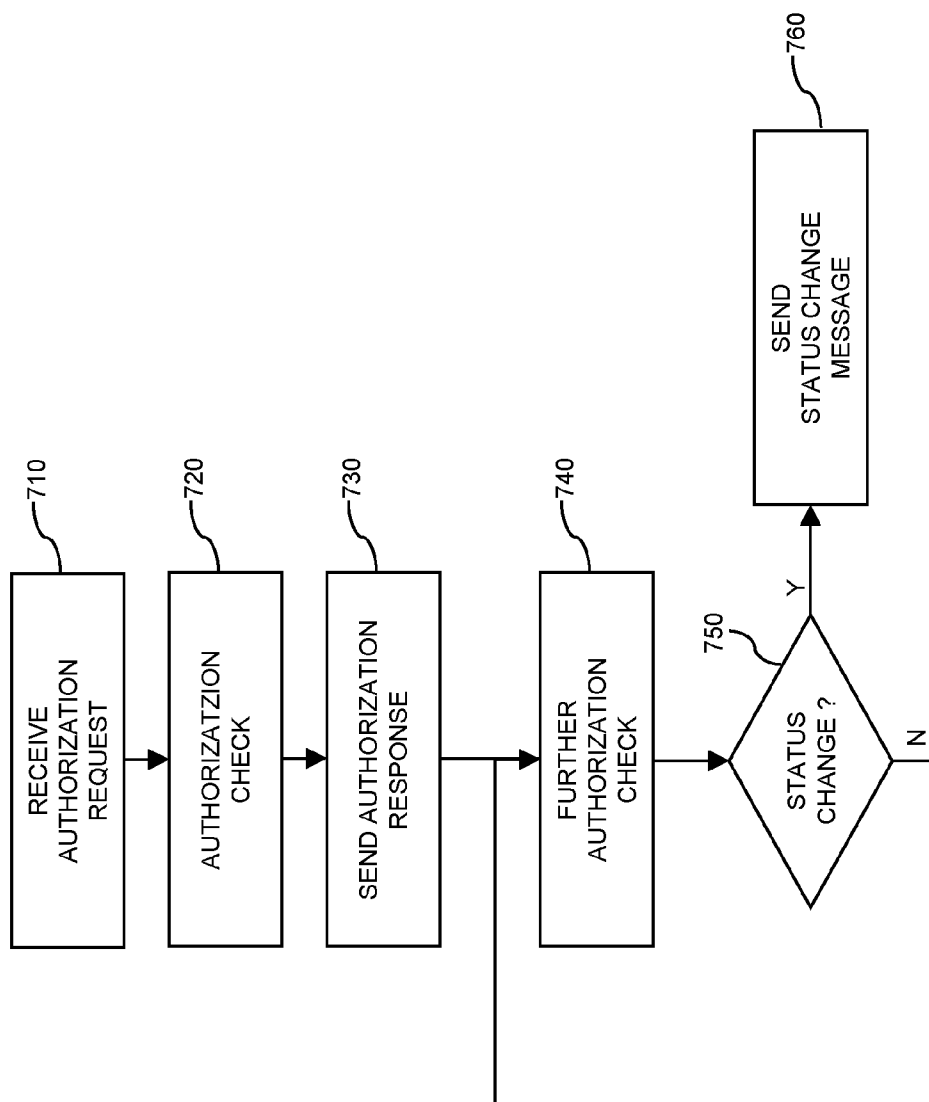 710
RECEIVE
AUTHORIZATION
REQUEST
720
AUTHORIZATZION
CHECK
730
SEND AUTHORIZATION
RESPONSE
740
FURTHER
AUTHORIZATION
CHECK
750
STATUS
CHANGE ?
Y
N
760
SEND
STATUS CHANGE
MESSAGE